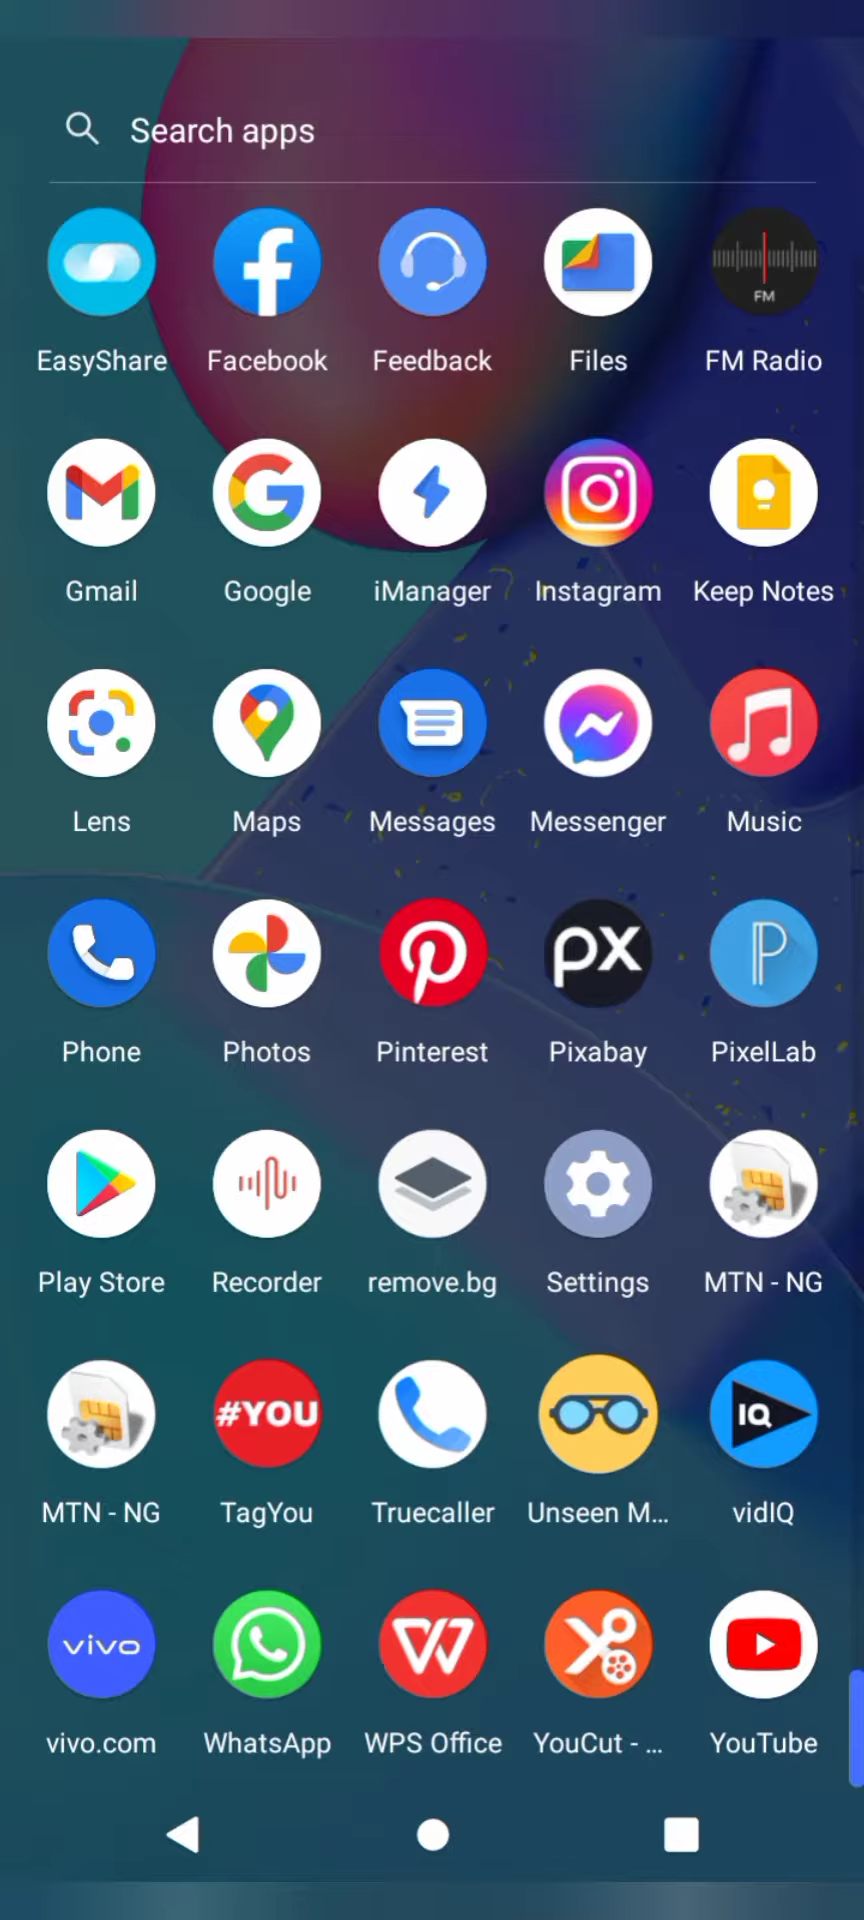 Search apps
FM
EasyShare Facebook Feedback Files FM Radio
Gmail Google iManager Instagram Keep Notes
Lens Maps Messages Messenger Music
px
Phone Photos Pinterest Pixabay PixelLab
Play Store Recorder remove.bg Settings MTN - NG
#YOU IQ
MTN - NG TagYou Truecaller Unseen M... vidIQ
vivo
vivo.com WhatsApp WPS Office YouCut - ... YouTube